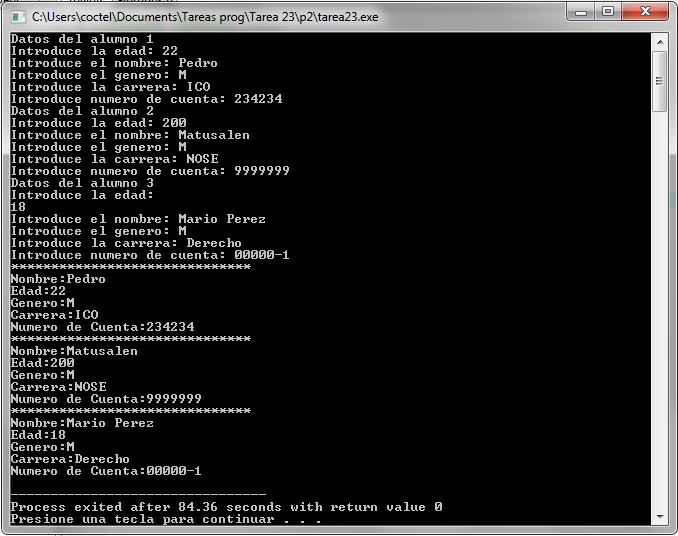 C:\Users\coctel\Documents\Tareas prog\Tarea 23\p2\tarea23.exe
Datos del alumno 1
Introduce la edad: 22
Introduce el nombre: Pedro
Introduce el genero: M
Introduce la carrera: ICO
Introduce numero de cuenta: 234234
Datos del alumno 2
Introduce la edad: 200
Introduce el nombre: Matusalen
Introduce el genero: M
Introduce la carrera: NOSE
Introduce numero de cuenta: 9999999
Datos del alumno 3
Introduce la edad:
18
Introduce el nombre: Mario Perez
Introduce el genero: M
Introduce la carrera: Derecho
Introduce numero de cuenta: 00000-1
******************************
Nombre:Pedro
Edad:22
Genero:M
Carrera:ICO
Numero de Cuenta:234234
******************************
Nombre:Matusalen
Edad:200
Genero:M
Carrera:NOSE
Numero de Cuenta:9999999
******************************
Nombre:Mario Perez
Edad:18
Genero:M
Carrera:Derecho
Numero de Cuenta:00000-1
--------------------------------
Process exited after 84.36 seconds with return value 0
Presione una tecla para continuar . . .